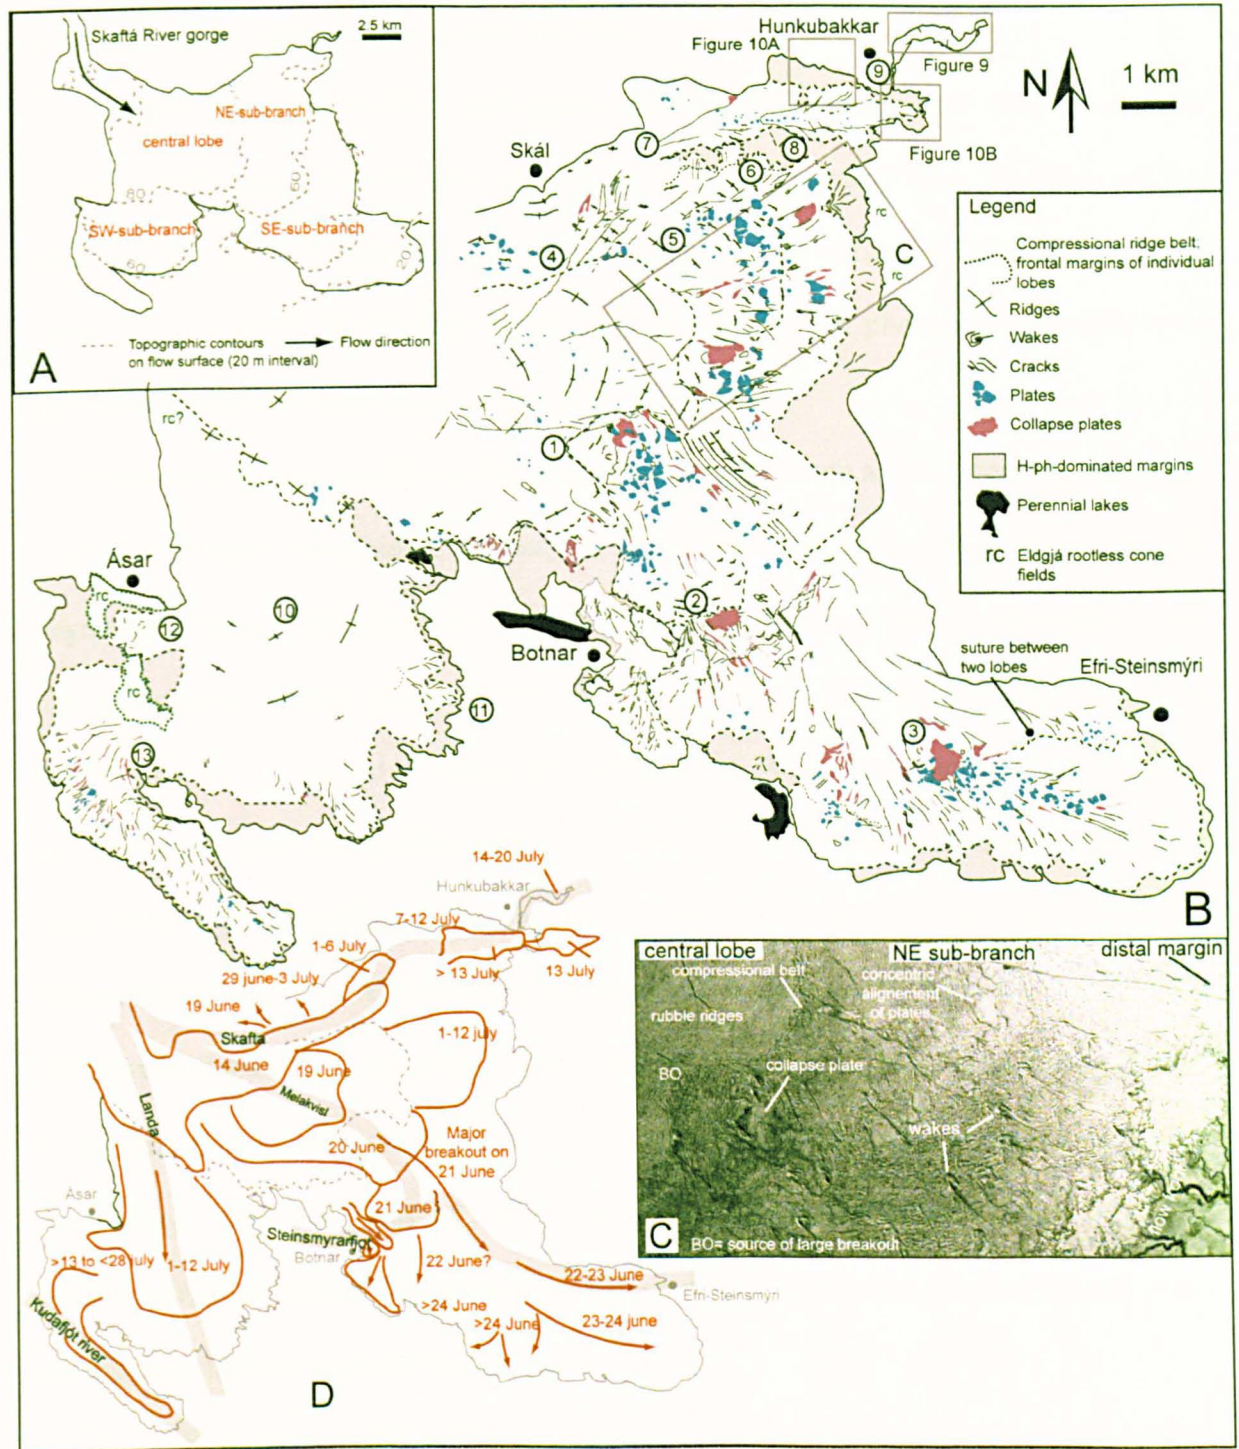 Skaftá River gorge
2.5 km
NE-sub-branch
central lobe
80
60
SW-sub-branch
SE-sub-branch
60
20
Topographic contours
on flow surface (20 m interval)
Flow direction
A
Hunkubakkar
Figure 10A
9
Figure 9
N
1 km
Figure 10B
Skál
7
8
6
5
4
C
rc
rc
Legend
Compressional ridge belt,
frontal margins of individual
lobes
Ridges
Wakes
Cracks
Plates
Collapse plates
H-ph-dominated margins
Perennial lakes
rc Eldgjá rootless cone
fields
rc?
1
Ásar
rc
12
10
2
Botnar
rc
11
13
suture between
two lobes
Efri-Steinsmýri
3
B
14-20 July
Hunkubakkar
7-12 July
1-6 July
> 13 July
13 July
29 june-3 July
19 June
Skafta
14 June
19 June
1-12 july
Melakvisl
Landa
20 June
Major
breakout on
21 June
Asar
21 June
Steinsmyrarfljot
Botnar
22 June?
>13 to <28 july
1-12 July
22-23 June
Efri-Steinsmýri
>24 June
>24 June
23-24 june
Kudafljót river
D
central lobe
NE sub-branch
distal margin
compressional belt
concentric
alignement
of plates
rubble ridges
BO
collapse plate
wakes
flow
C
BO= source of large breakout